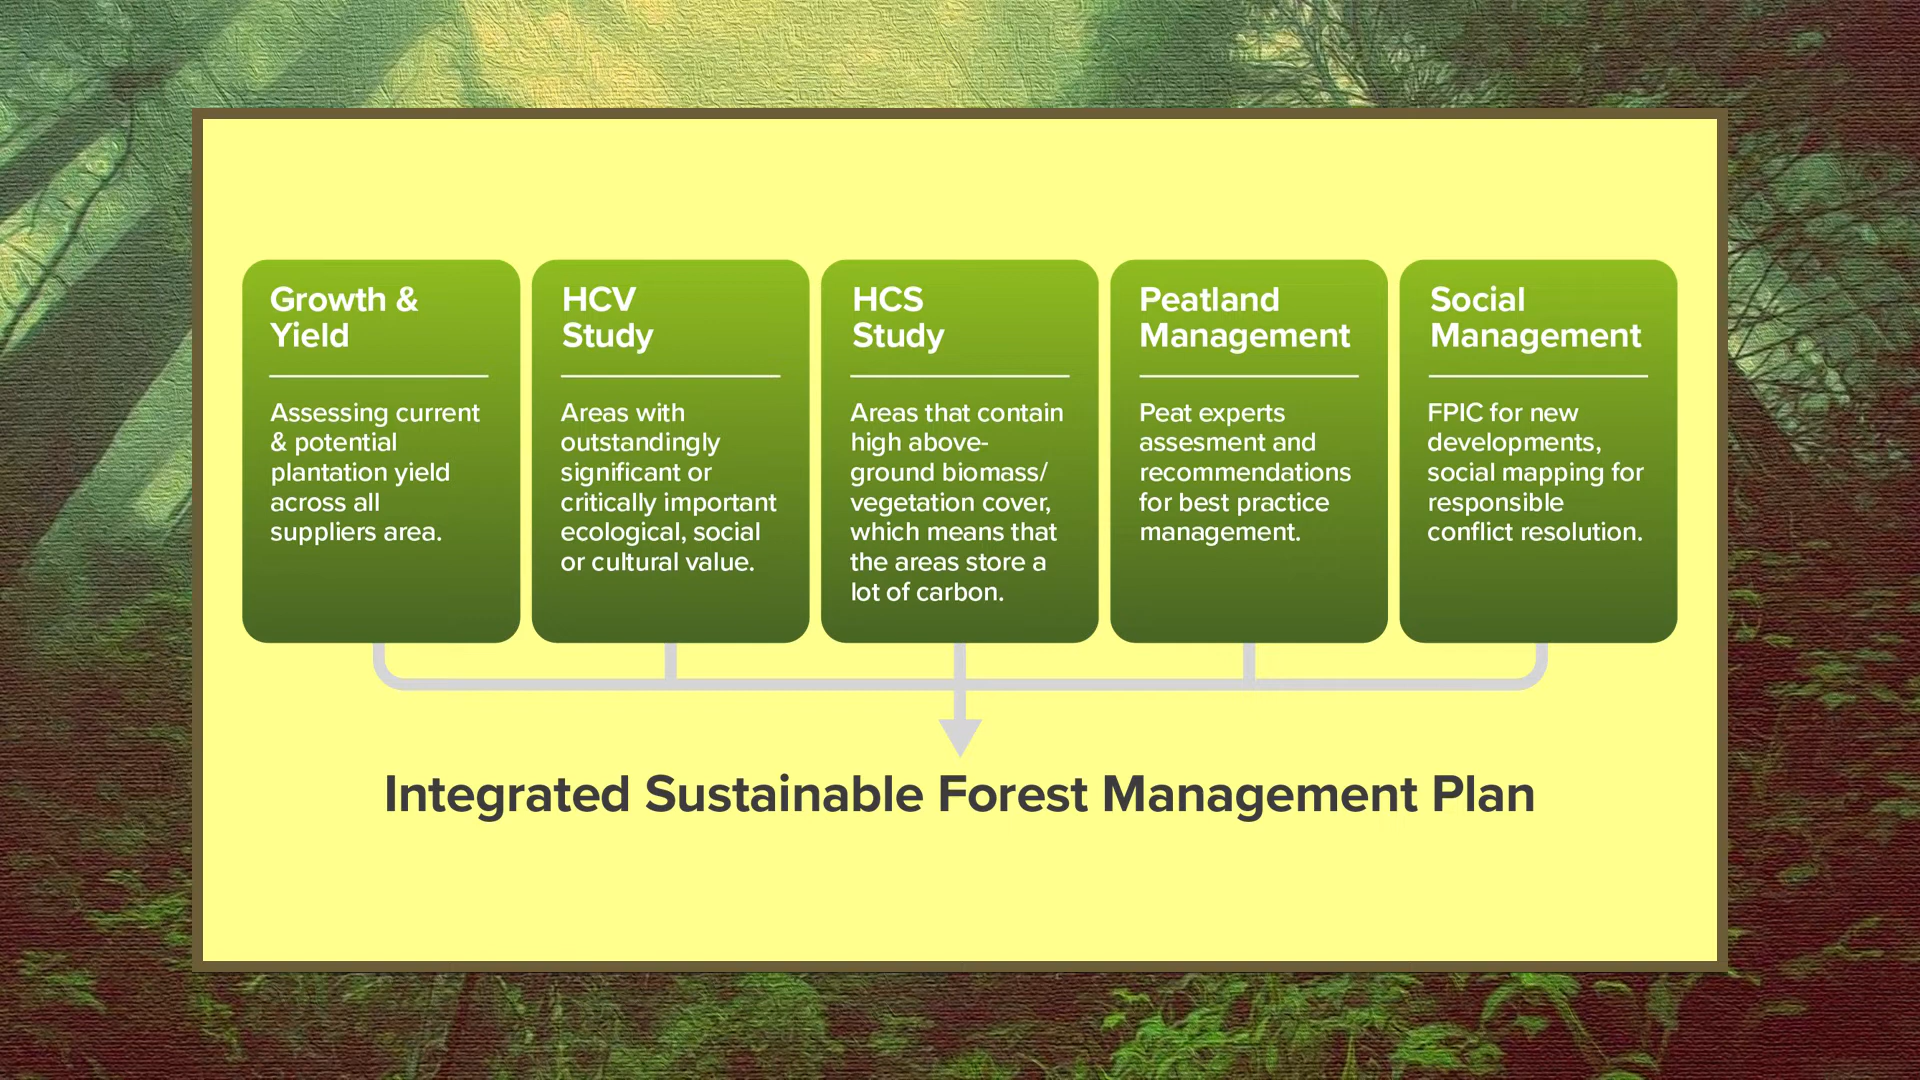 Growth &
Yield
Assessing current
& potential
plantation yield
across all
suppliers area.
HCV
Study
Areas with
outstandingly
significant or
critically important
ecological, social
or cultural value.
HCS
Study
Areas that contain
high above-
ground biomass/
vegetation cover,
which means that
the areas store a
lot of carbon.
Peatland
Management
Peat experts
assesment and
recommendations
for best practice
management.
Social
Management
FPIC for new
developments,
social mapping for
responsible
conflict resolution.
Integrated Sustainable Forest Management Plan